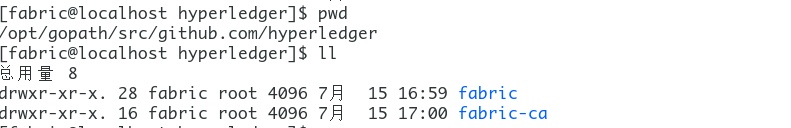 [fabric@localhost hyperledger]$ pwd
/opt/gopath/src/github.com/hyperledger
[fabric@localhost hyperledger]$ ll
总用量 8
drwxr-xr-x. 28 fabric root 4096 7月  15 16:59 fabric
drwxr-xr-x. 16 fabric root 4096 7月  15 17:00 fabric-ca